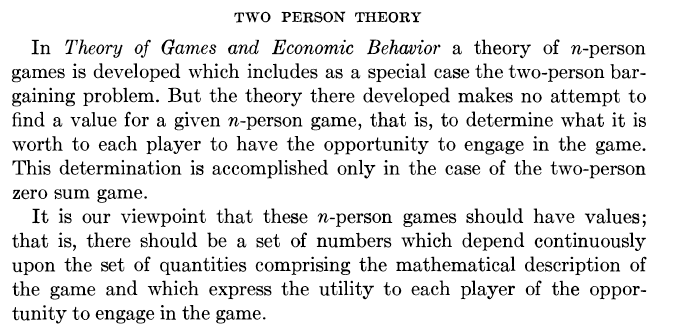 TWO PERSON THEORY
In Theory of Games and Economic Behavior a theory of n-person
games is developed which includes as a special case the two-person bar-
gaining problem. But the theory there developed makes no attempt to
find a value for a given n-person game, that is, to determine what it is
worth to each player to have the opportunity to engage in the game.
This determination is accomplished only in the case of the two-person
zero sum game.
It is our viewpoint that these n-person games should have values;
that is, there should be a set of numbers which depend continuously
upon the set of quantities comprising the mathematical description of
the game and which express the utility to each player of the oppor-
tunity to engage in the game.